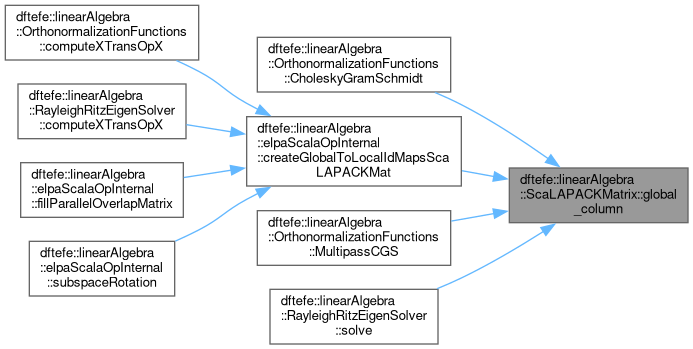 dftefe::linearAlgebra
::OrthonormalizationFunctions
::computeXTransOpX
dftefe::linearAlgebra
::RayleighRitzEigenSolver
::computeXTransOpX
dftefe::linearAlgebra
::elpaScalaOpInternal
::fillParallelOverlapMatrix
dftefe::linearAlgebra
::elpaScalaOpInternal
::subspaceRotation
dftefe::linearAlgebra
::OrthonormalizationFunctions
::CholeskyGramSchmidt
dftefe::linearAlgebra
::elpaScalaOpInternal
::createGlobalToLocalIdMapsSca
LAPACKMat
dftefe::linearAlgebra
::OrthonormalizationFunctions
::MultipassCGS
dftefe::linearAlgebra
::RayleighRitzEigenSolver
::solve
dftefe::linearAlgebra
::ScaLAPACKMatrix::global
_column